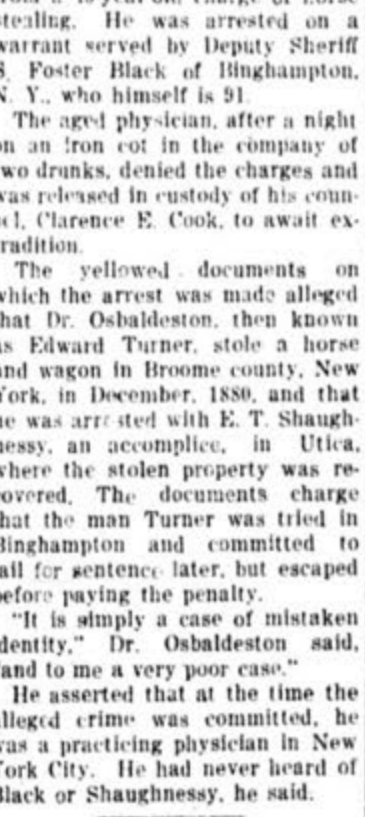 stealing. He was arrested on a
warrant served by Deputy Sheriff
S. Foster Black of Binghampton,
N. Y., who himself is 91.
The aged physician, after a night
on an iron cot in the company of
two drunks, denied the charges and
was released in custody of his coun-
sel, Clarence E. Cook, to await ex-
tradition.
The yellowed documents on
which the arrest was made alleged
that Dr. Osbaldeston, then known
as Edward Turner, stole a horse
and wagon in Broome county, New
York, in December, 1880, and that
he was arrested with E. T. Shaugh-
nessy, an accomplice, in Utica,
where the stolen property was re-
covered. The documents charge
that the man Turner was tried in
Binghampton and committed to
jail for sentence later, but escaped
before paying the penalty.
"It is simply a case of mistaken
identity," Dr. Osbaldeston said,
"and to me a very poor case."
He asserted that at the time the
alleged crime was committed, he
was a practicing physician in New
York City. He had never heard of
Black or Shaughnessy, he said.